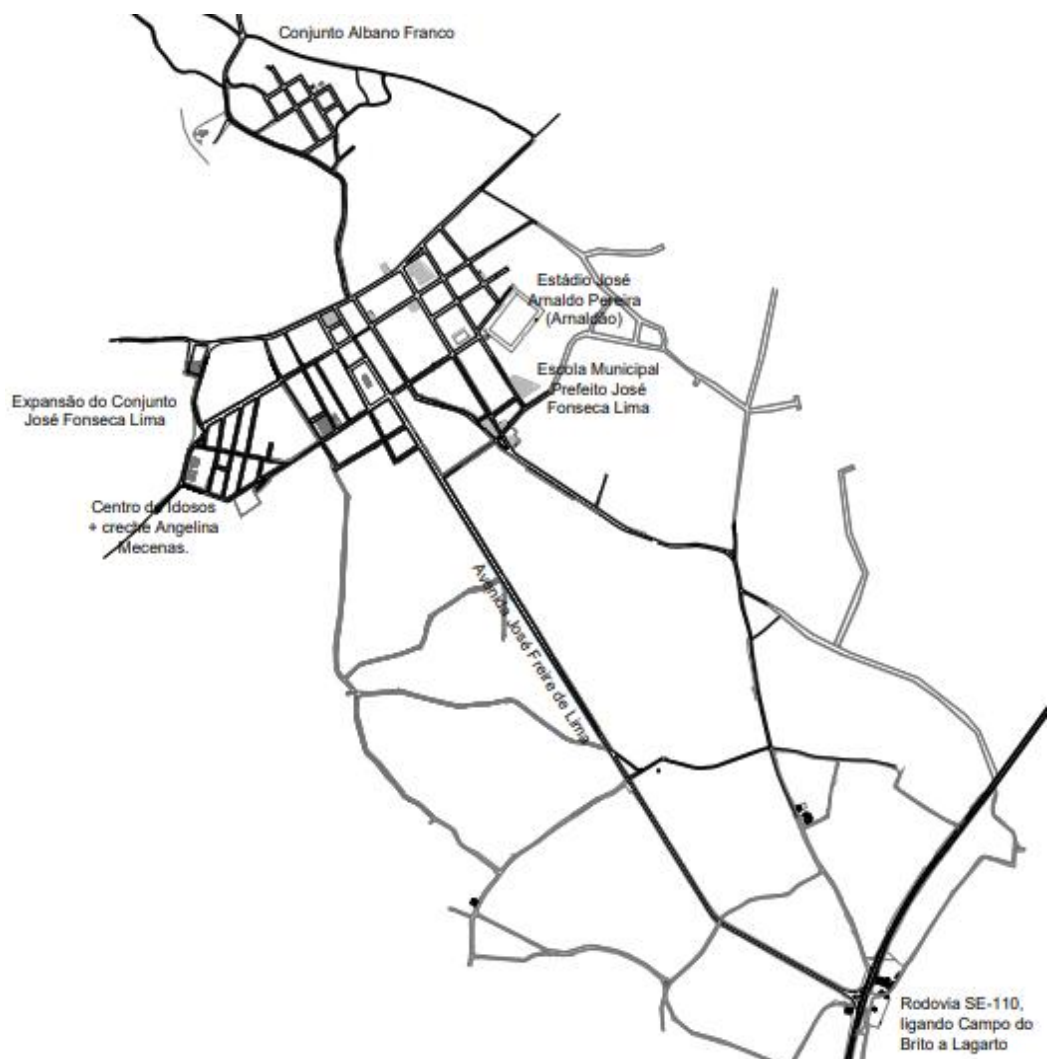 Conjunto Albano Franco
Estádio José
Arnaldo Pereira
(Arnaldão)
Escola Municipal
Prefeito José
Fonseca Lima
Expansão do Conjunto
José Fonseca Lima
Centro de Idosos
+ creche Angelina
Mecenas.
Avenida José Freire de Lima
Rodovia SE-110,
ligando Campo do
Brito a Lagarto